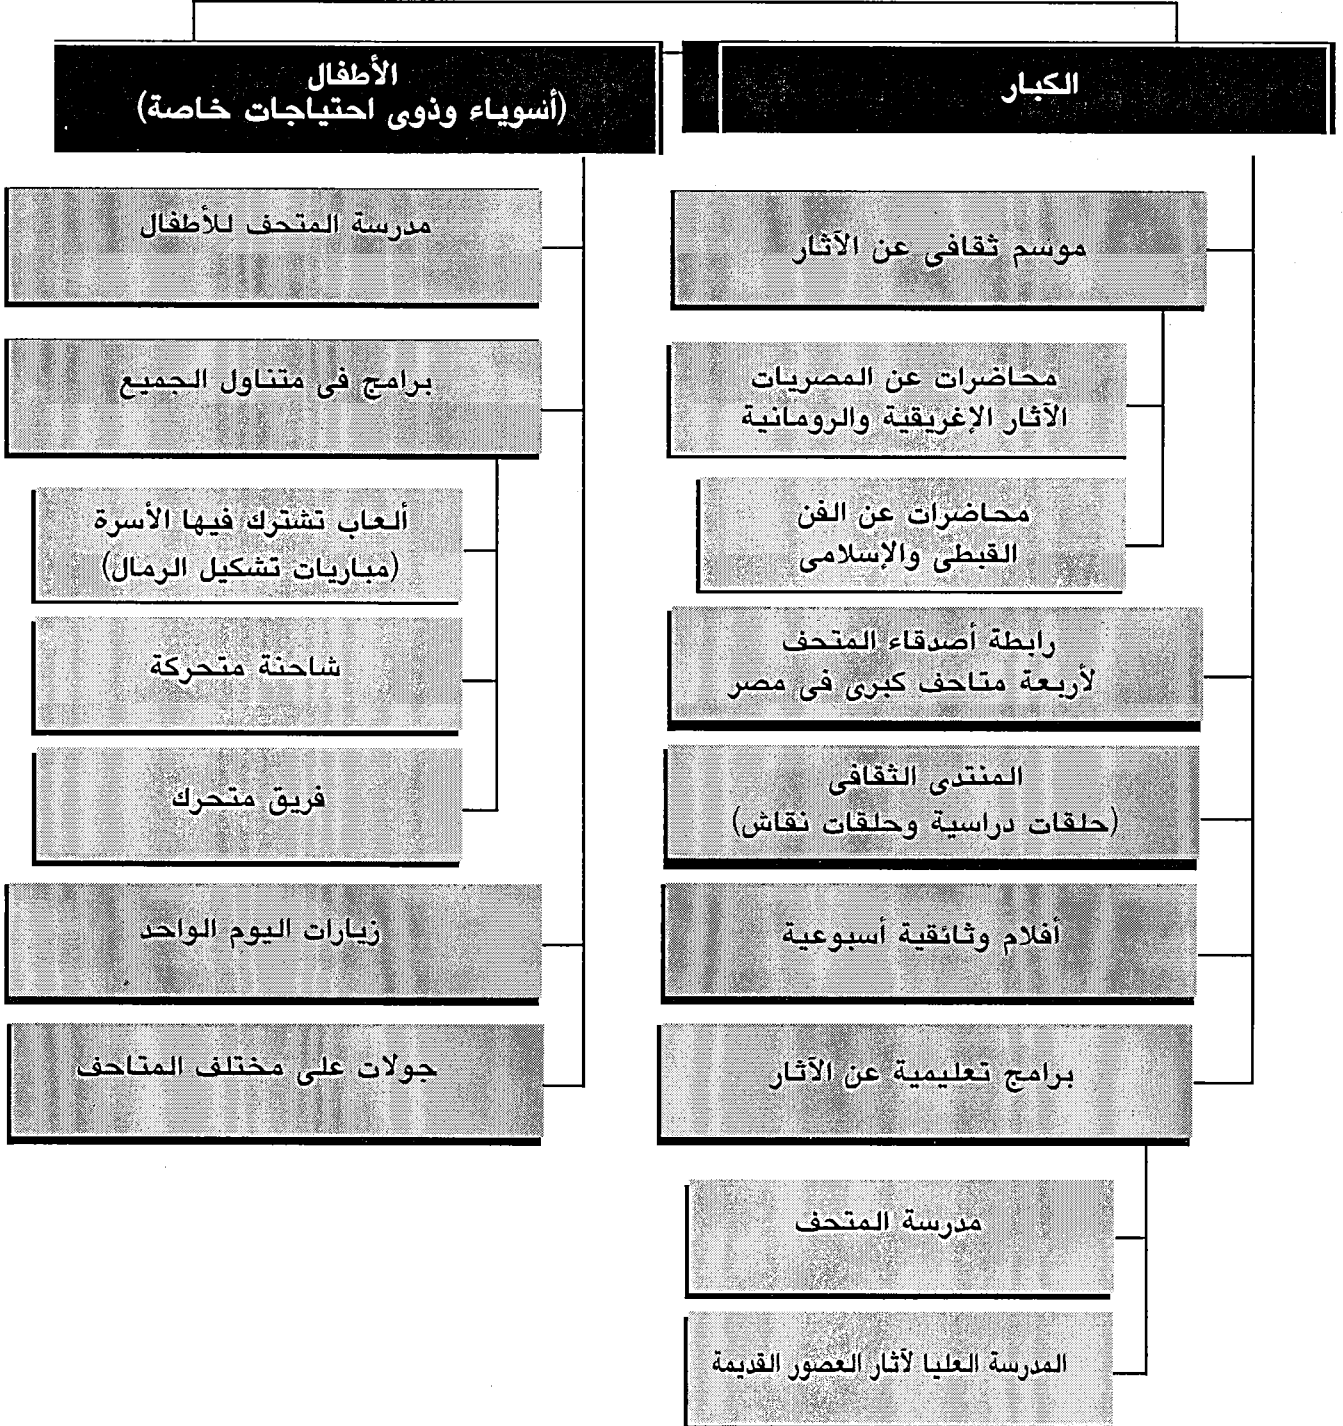 الكبار
موسم ثقافى عن الآثار
محاضرات عن المصريات
الآثار الإغريقية والرومانية
محاضرات عن الفن
القبطى والإسلامى
رابطة أصدقاء المتحف
لأربعة متاحف كبرى فى مصر
المنتدى الثقافى
(حلقات دراسية وحلقات نقاش)
أفلام وثائقية أسبوعية
برامج تعليمية عن الآثار
مدرسة المتحف
المدرسة العليا لآثار العصور القديمة
الأطفال
(أسوياء وذوى احتياجات خاصة)
مدرسة المتحف للأطفال
برامج فى متناول الجميع
ألعاب تشترك فيها الأسرة
(مباريات تشكيل الرمال)
شاحنة متحركة
فريق متحرك
زيارات اليوم الواحد
جولات على مختلف المتاحف